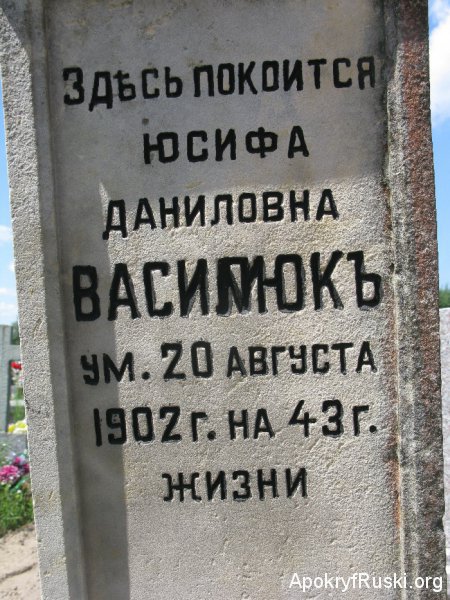 ЗДѢСЬ ПОКОИТСЯ
ЮСИФА
ДАНИЛОВНА
ВАСИЛЮКЪ
УМ. 20 АВГУСТА
1902 Г. НА 43 Г.
ЖИЗНИ
ApokryfRuski.org